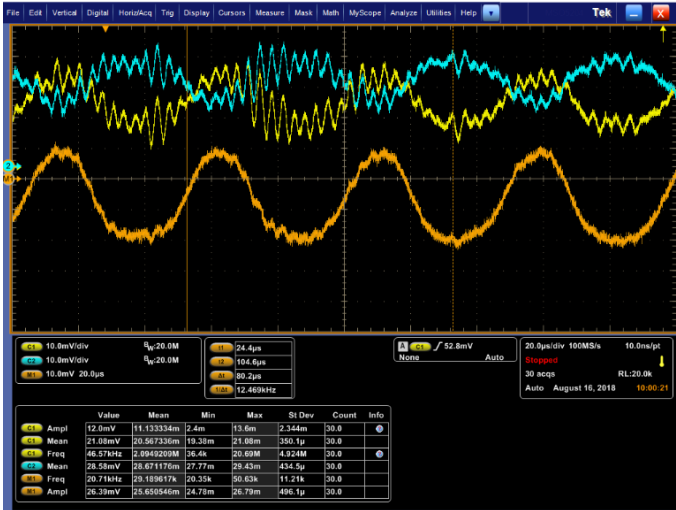 File Edit Vertical Digital Horiz/Acq Trig Display Cursors Measure Mask Math MyScope Analyze Utilities Help Tek X
2
M1
C1 10.0mV/div BW:20.0M
C2 10.0mV/div BW:20.0M
M1 10.0mV 20.0µs
t1 24.4µs
t2 104.6µs
Δt 80.2µs
1/Δt 12.469kHz
A C1 52.8mV
None Auto
20.0µs/div 100MS/s 10.0ns/pt
Stopped
30 acqs RL:20.0k
Auto August 16, 2018 10:00:21
Value Mean Min Max St Dev Count Info
C1 Ampl 12.0mV 11.133334m 2.4m 13.6m 2.344m 30.0
C1 Mean 21.08mV 20.567336m 19.38m 21.08m 350.1µ 30.0
C1 Freq 46.57kHz 2.0949209M 36.4k 20.69M 4.924M 30.0
C2 Mean 28.58mV 28.671176m 27.77m 29.43m 434.5µ 30.0
M1 Freq 20.71kHz 29.189617k 20.35k 50.63k 11.21k 30.0
M1 Ampl 26.39mV 25.650546m 24.78m 26.79m 496.1µ 30.0